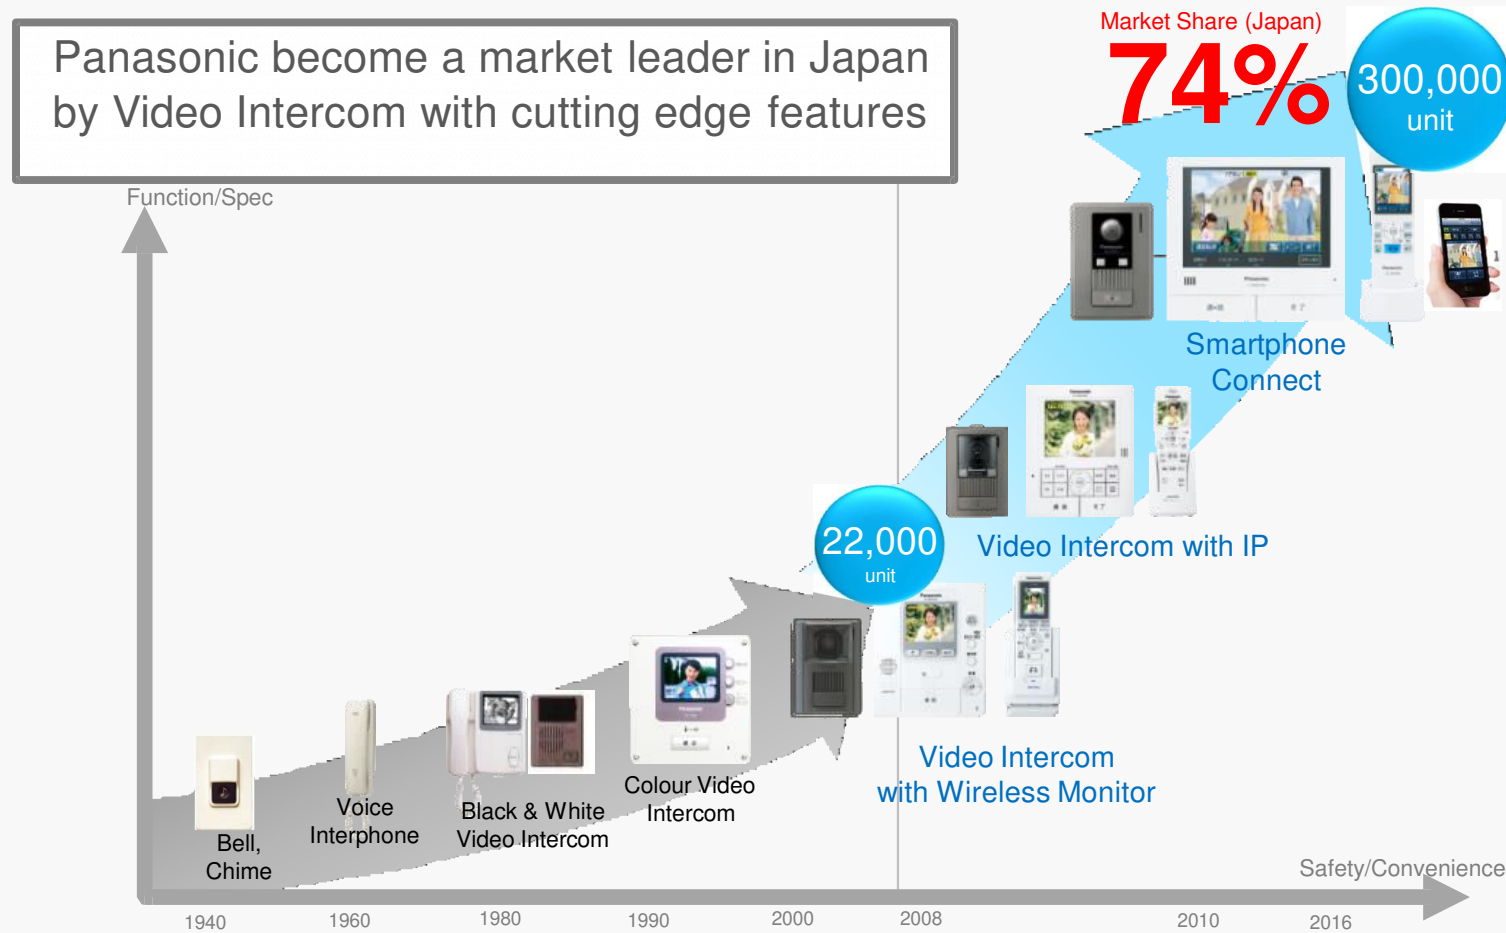 Panasonic become a market leader in Japan
by Video Intercom with cutting edge features
Market Share (Japan)
74%
300,000
unit
Function/Spec
Smartphone
Connect
22,000
unit
Video Intercom with IP
Video Intercom
with Wireless Monitor
Colour Video
Intercom
Black & White
Video Intercom
Voice
Interphone
Bell,
Chime
Safety/Convenience
1940
1960
1980
1990
2000
2008
2010
2016